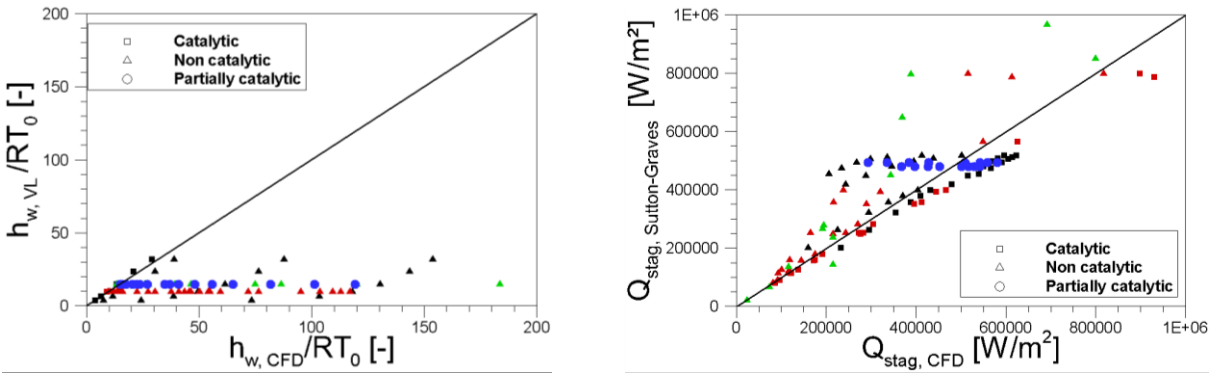 200
150
100
50
0
h_w, VL/RT_0 [-]
Catalytic
Non catalytic
Partially catalytic
0
50
100
150
200
h_w, CFD/RT_0 [-]
1E+06
800000
600000
400000
200000
0
Q_stag, Sutton-Graves [W/m²]
Catalytic
Non catalytic
Partially catalytic
0
200000
400000
600000
800000
1E+06
Q_stag, CFD [W/m²]